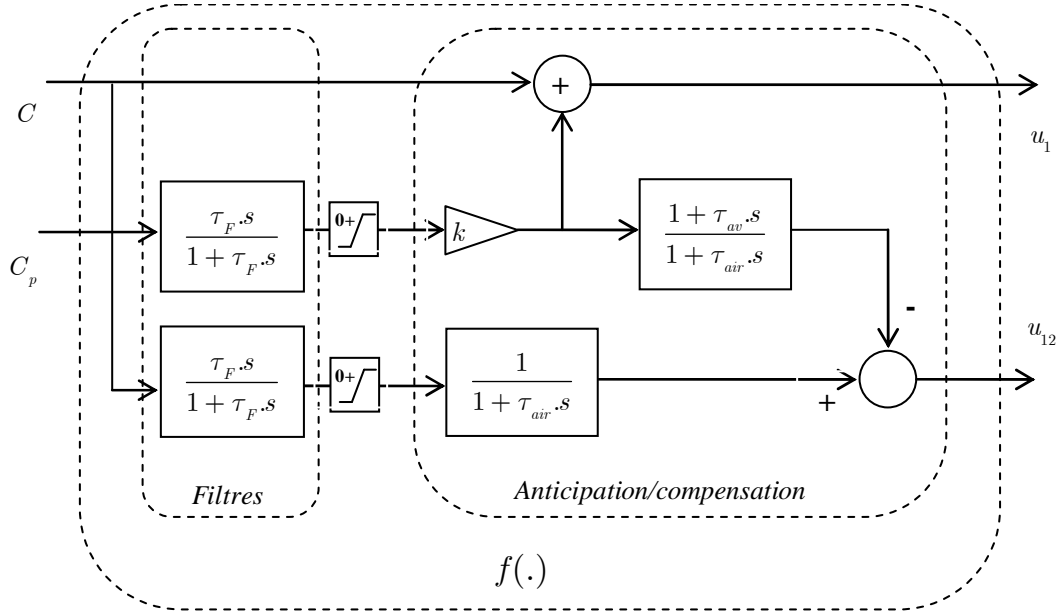 +
C
u₁
τ_F.s
1 + τ_F.s
0+
k
1 + τ_av.s
1 + τ_air.s
C_p
-
u₁₂
τ_F.s
1 + τ_F.s
0+
1
1 + τ_air.s
+
Filtres
Anticipation/compensation
f(.)